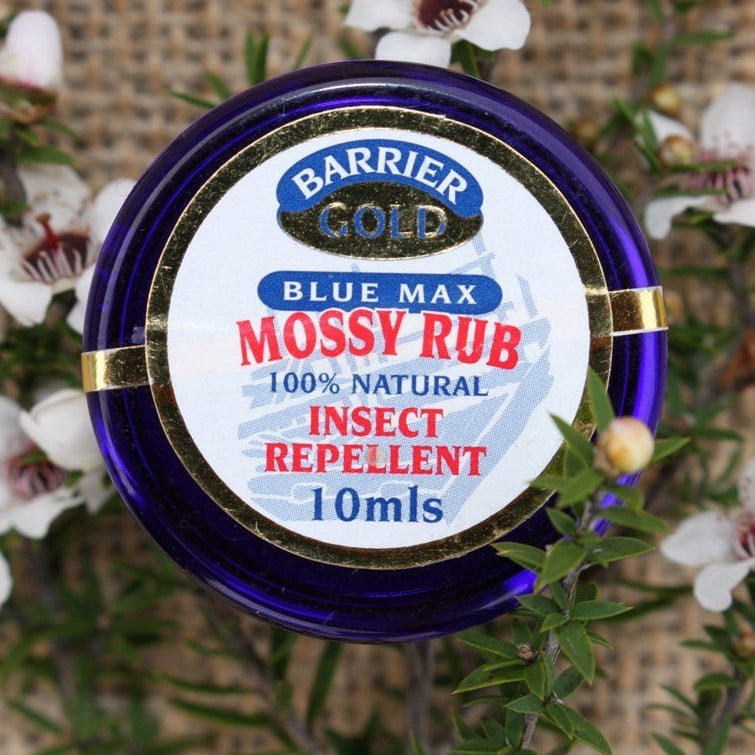 BARRIER
GOLD
BLUE MAX
MOSSY RUB
100% NATURAL
INSECT
REPELLENT
10mls